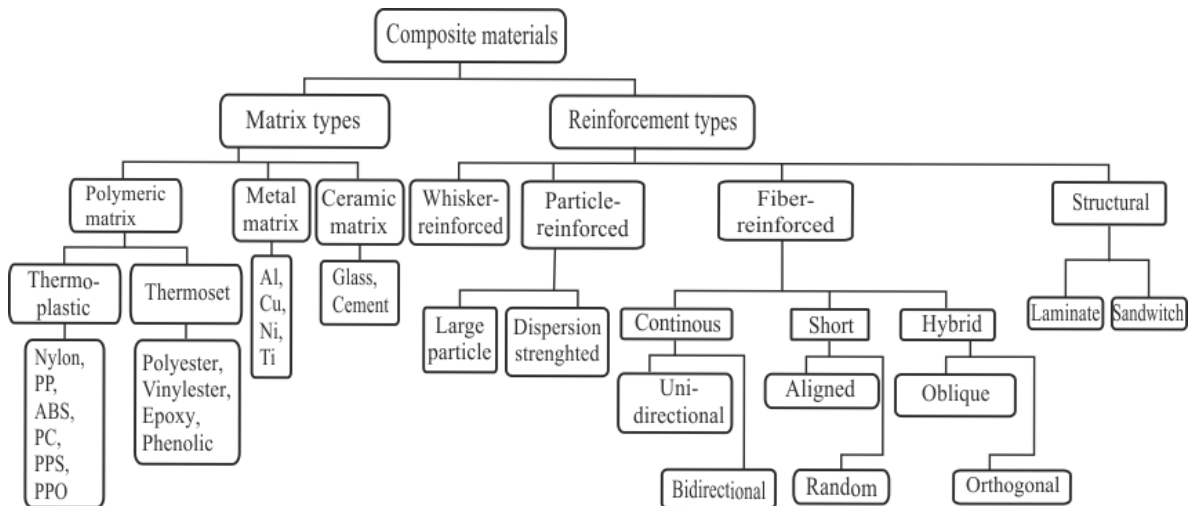 Composite materials
Matrix types
Reinforcement types
Polymeric
matrix
Metal
matrix
Ceramic
matrix
Whisker-
reinforced
Particle-
reinforced
Fiber-
reinforced
Structural
Thermo-
plastic
Thermoset
Al,
Cu,
Ni,
Ti
Glass,
Cement
Large
particle
Dispersion
strenghted
Continous
Short
Hybrid
Laminate
Sandwitch
Nylon,
PP,
ABS,
PC,
PPS,
PPO
Polyester,
Vinylester,
Epoxy,
Phenolic
Uni-
directional
Aligned
Oblique
Bidirectional
Random
Orthogonal